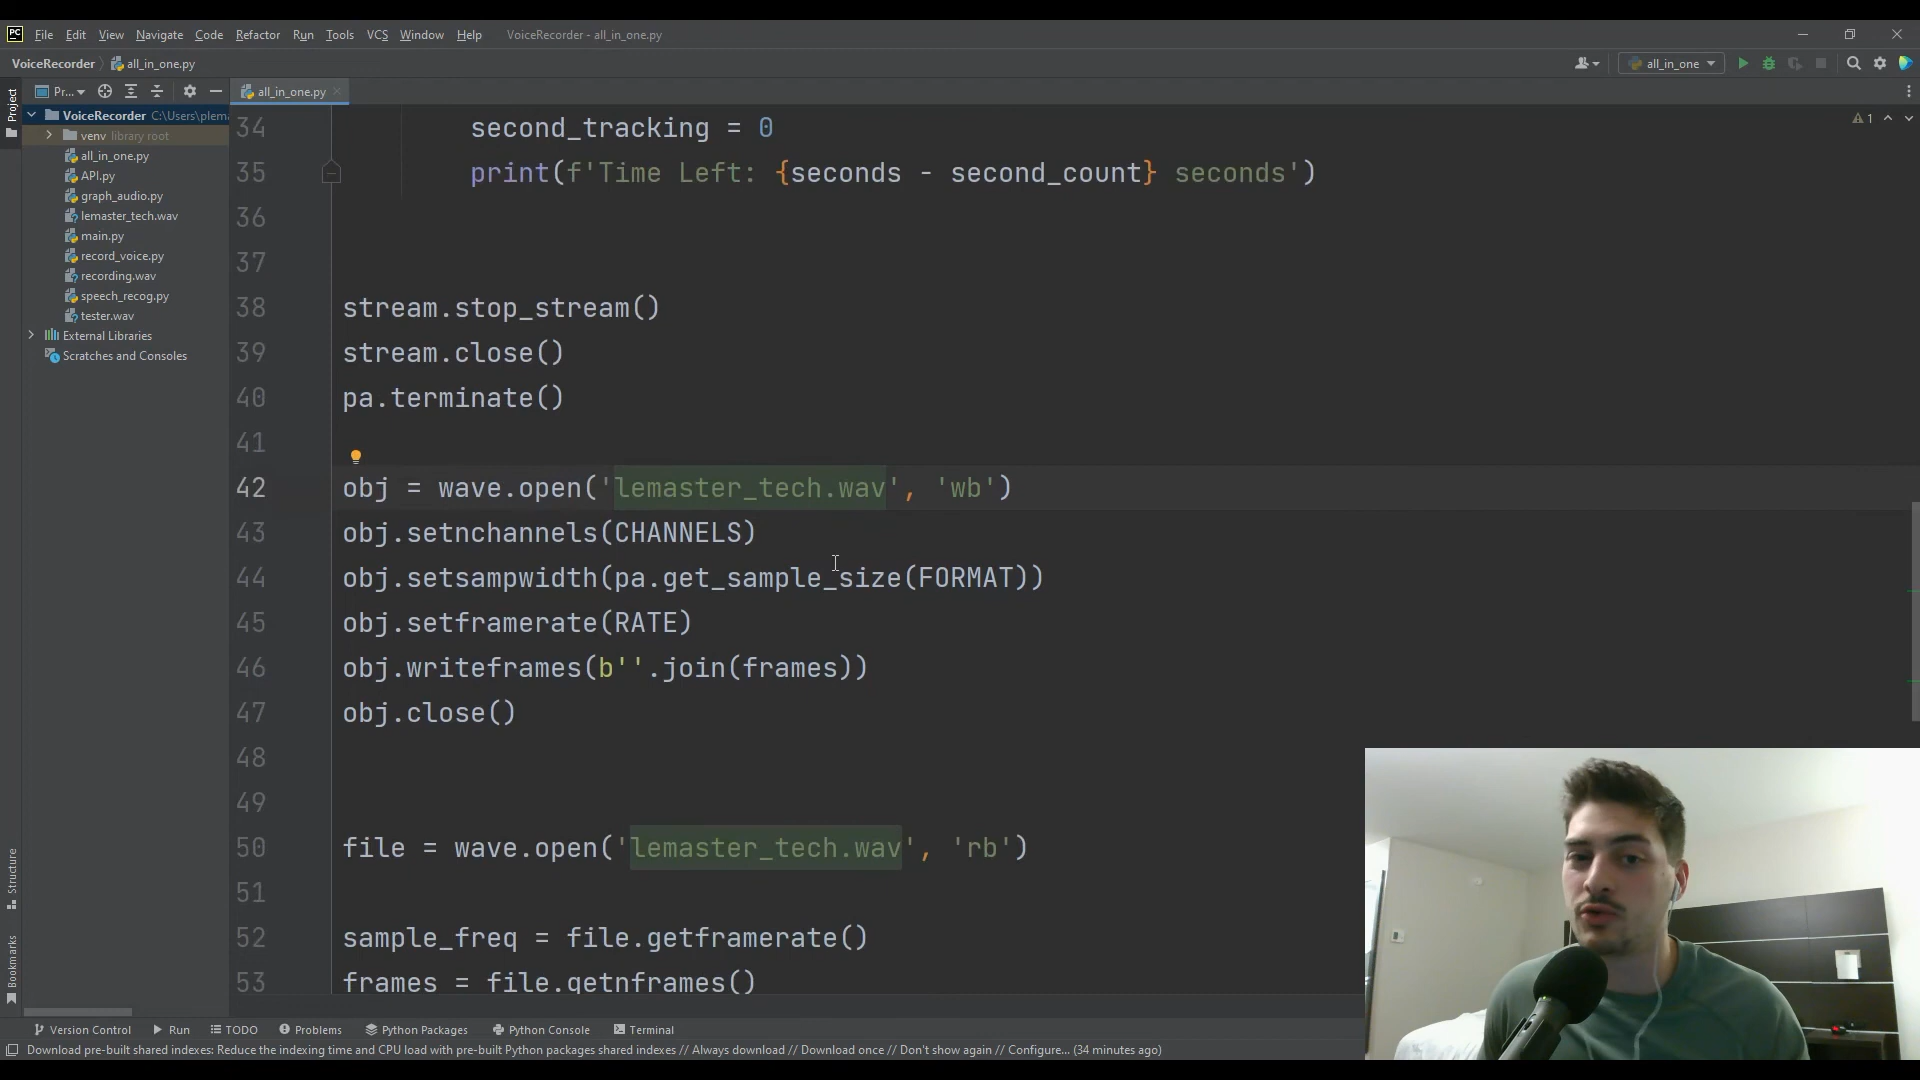 PC File Edit View Navigate Code Refactor Run Tools VCS Window Help VoiceRecorder - all_in_one.py
VoiceRecorder all_in_one.py all_in_one
Project
Pr... all_in_one.py
VoiceRecorder C:\Users\plema
venv library root
all_in_one.py
API.py
graph_audio.py
lemaster_tech.wav
main.py
record_voice.py
recording.wav
speech_recog.py
tester.wav
External Libraries
Scratches and Consoles
1
34 second_tracking = 0
35 print(f'Time Left: {seconds - second_count} seconds')
36
37
38 stream.stop_stream()
39 stream.close()
40 pa.terminate()
41
42 obj = wave.open('lemaster_tech.wav', 'wb')
43 obj.setnchannels(CHANNELS)
44 obj.setsampwidth(pa.get_sample_size(FORMAT))
45 obj.setframerate(RATE)
46 obj.writeframes(b''.join(frames))
47 obj.close()
48
49
50 file = wave.open('lemaster_tech.wav', 'rb')
51
52 sample_freq = file.getframerate()
53 frames = file.getnframes()
Structure
Bookmarks
Version Control Run TODO Problems Python Packages Python Console Terminal
Download pre-built shared indexes: Reduce the indexing time and CPU load with pre-built Python packages shared indexes // Always download // Download once // Don't show again // Configure... (34 minutes ago)